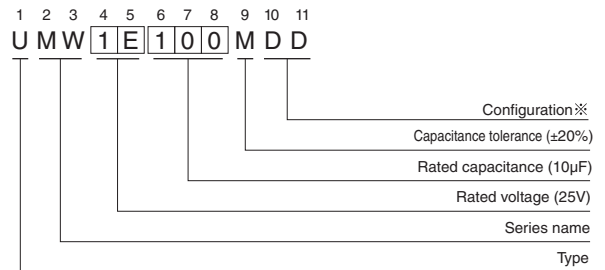 1 2 3 4 5 6 7 8 9 10 11
U M W 1 E 1 0 0 M D D
Configuration※
Capacitance tolerance (±20%)
Rated capacitance (10µF)
Rated voltage (25V)
Series name
Type